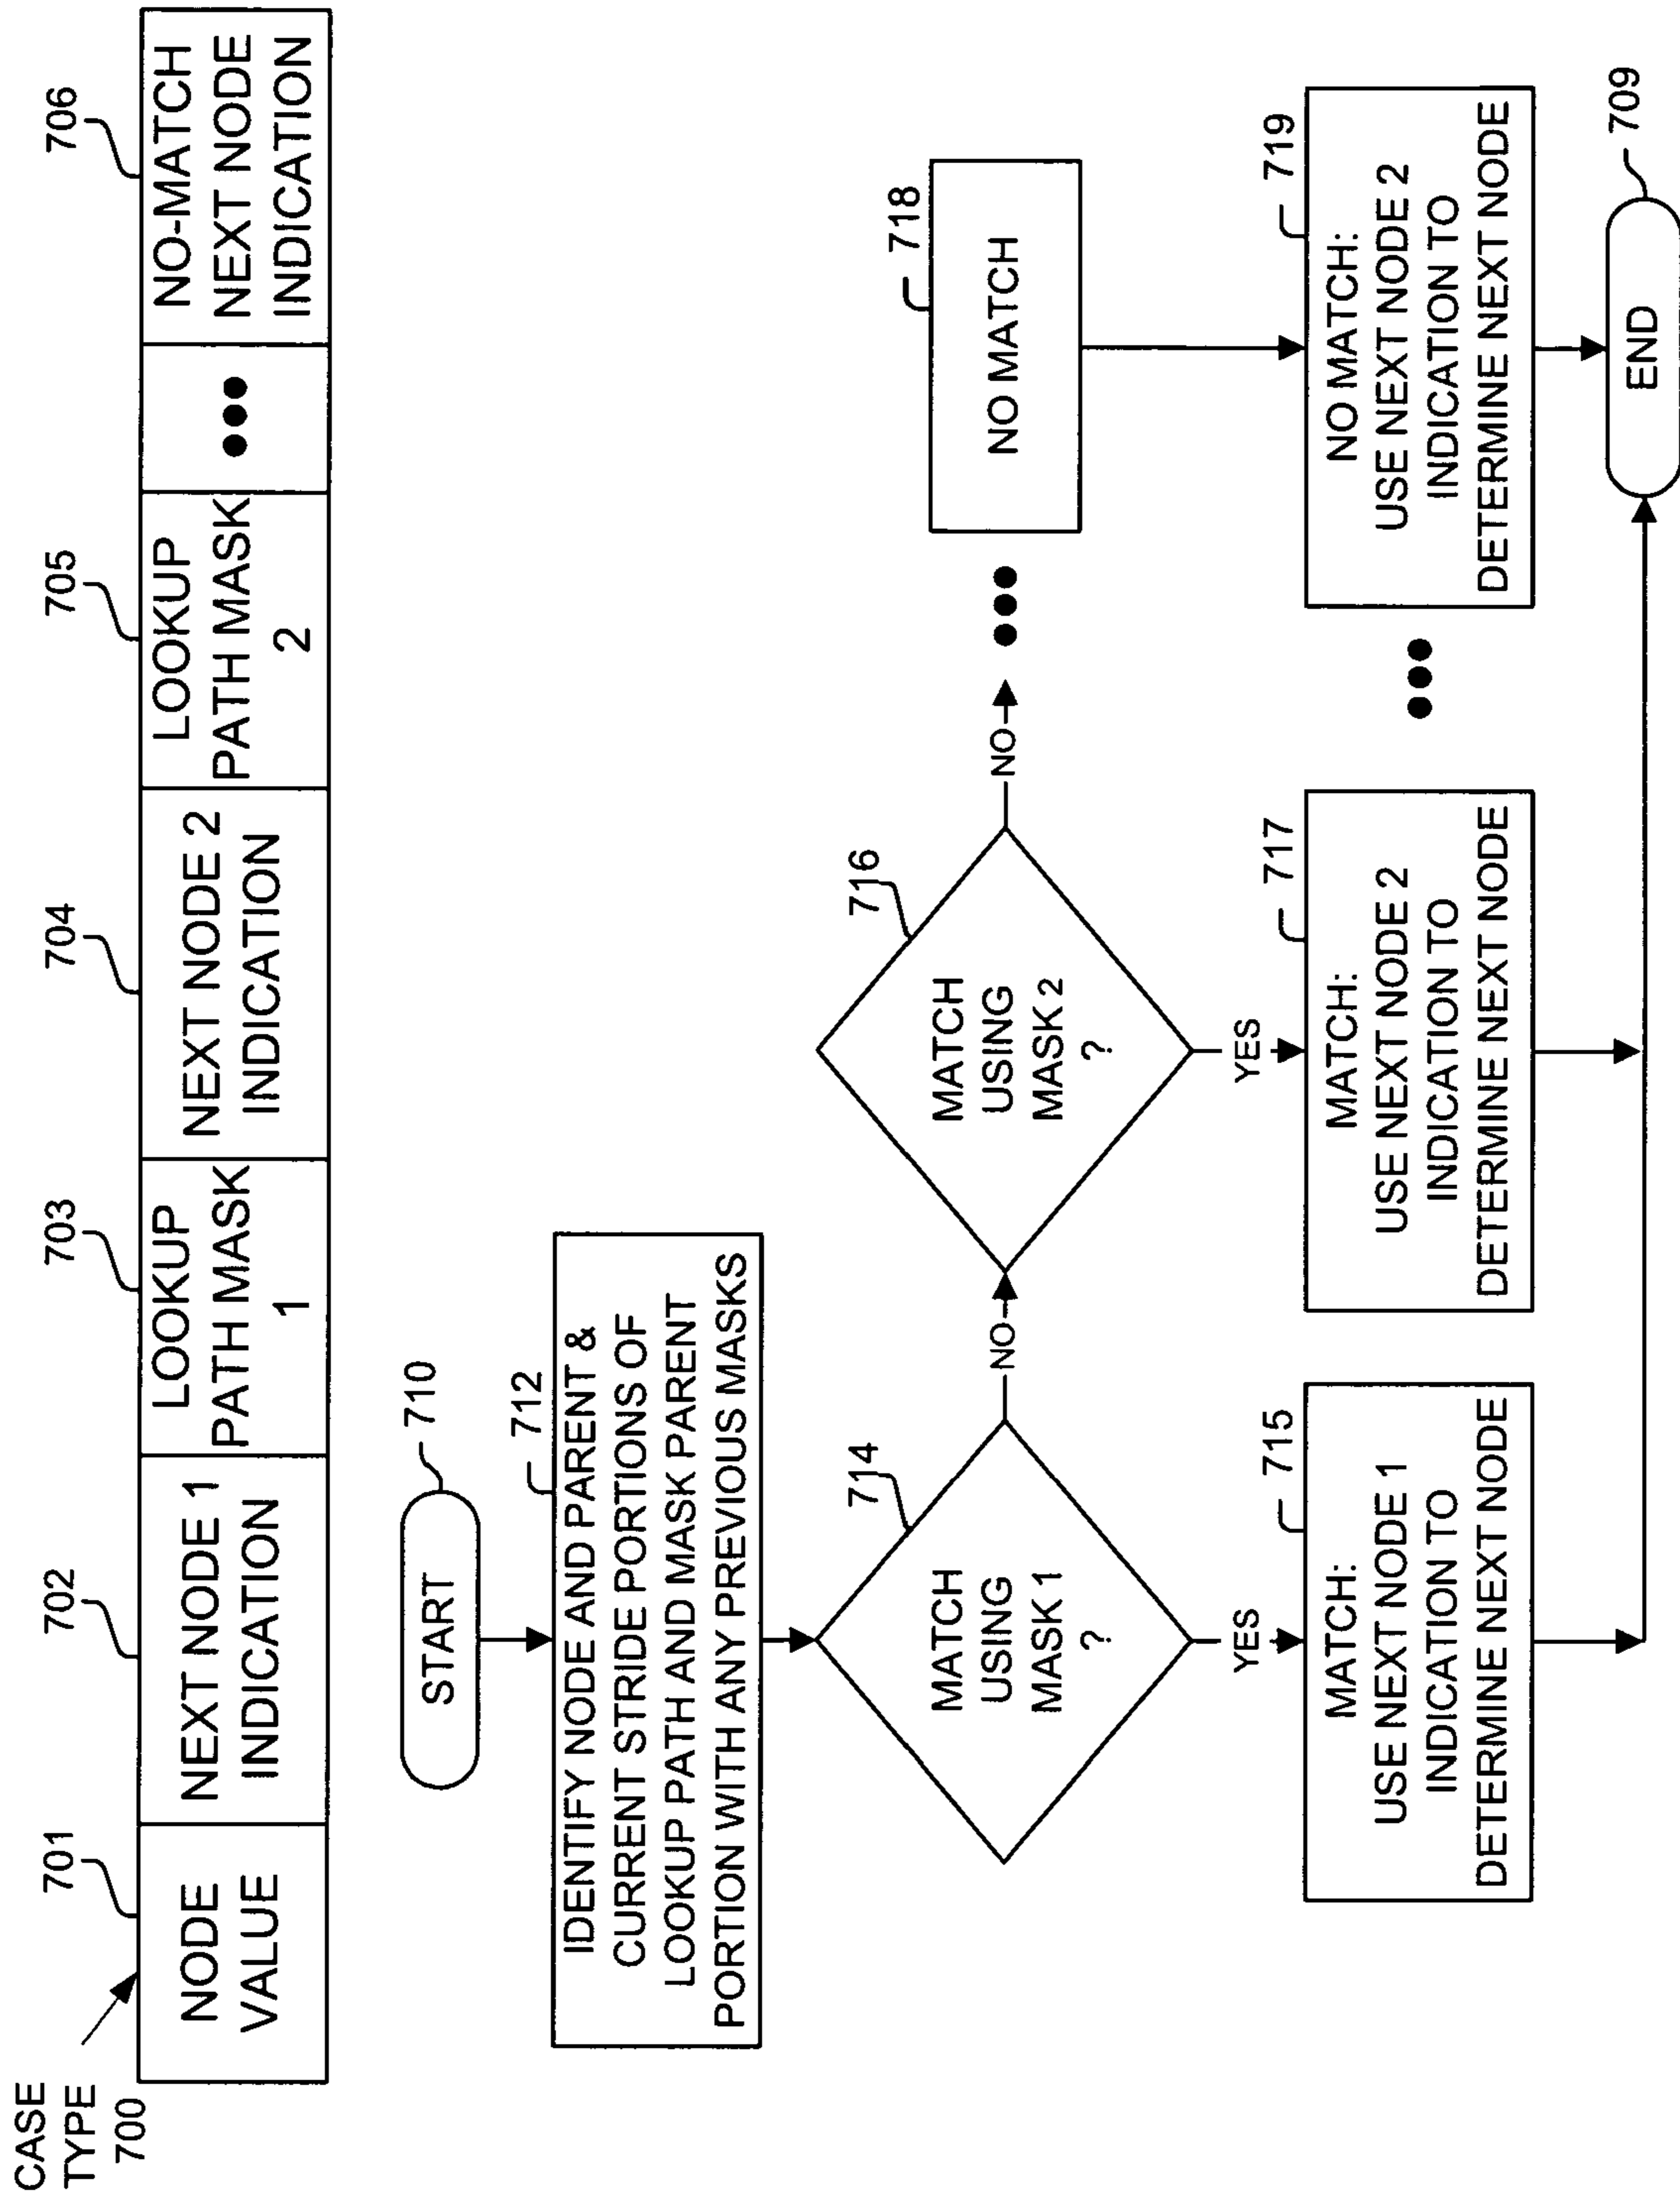 CASE
TYPE
700
701
NODE
VALUE
702
NEXT NODE 1
INDICATION
703
LOOKUP
PATH MASK
1
704
NEXT NODE 2
INDICATION
705
LOOKUP
PATH MASK
2
●●●
706
NO-MATCH
NEXT NODE
INDICATION
START
710
712
IDENTIFY NODE AND PARENT &
CURRENT STRIDE PORTIONS OF
LOOKUP PATH AND MASK PARENT
PORTION WITH ANY PREVIOUS MASKS
714
MATCH
USING
MASK 1
?
NO
YES
715
MATCH:
USE NEXT NODE 1
INDICATION TO
DETERMINE NEXT NODE
716
MATCH
USING
MASK 2
?
NO
●●●
YES
717
MATCH:
USE NEXT NODE 2
INDICATION TO
DETERMINE NEXT NODE
●●●
718
NO MATCH
719
NO MATCH:
USE NEXT NODE 2
INDICATION TO
DETERMINE NEXT NODE
END
709